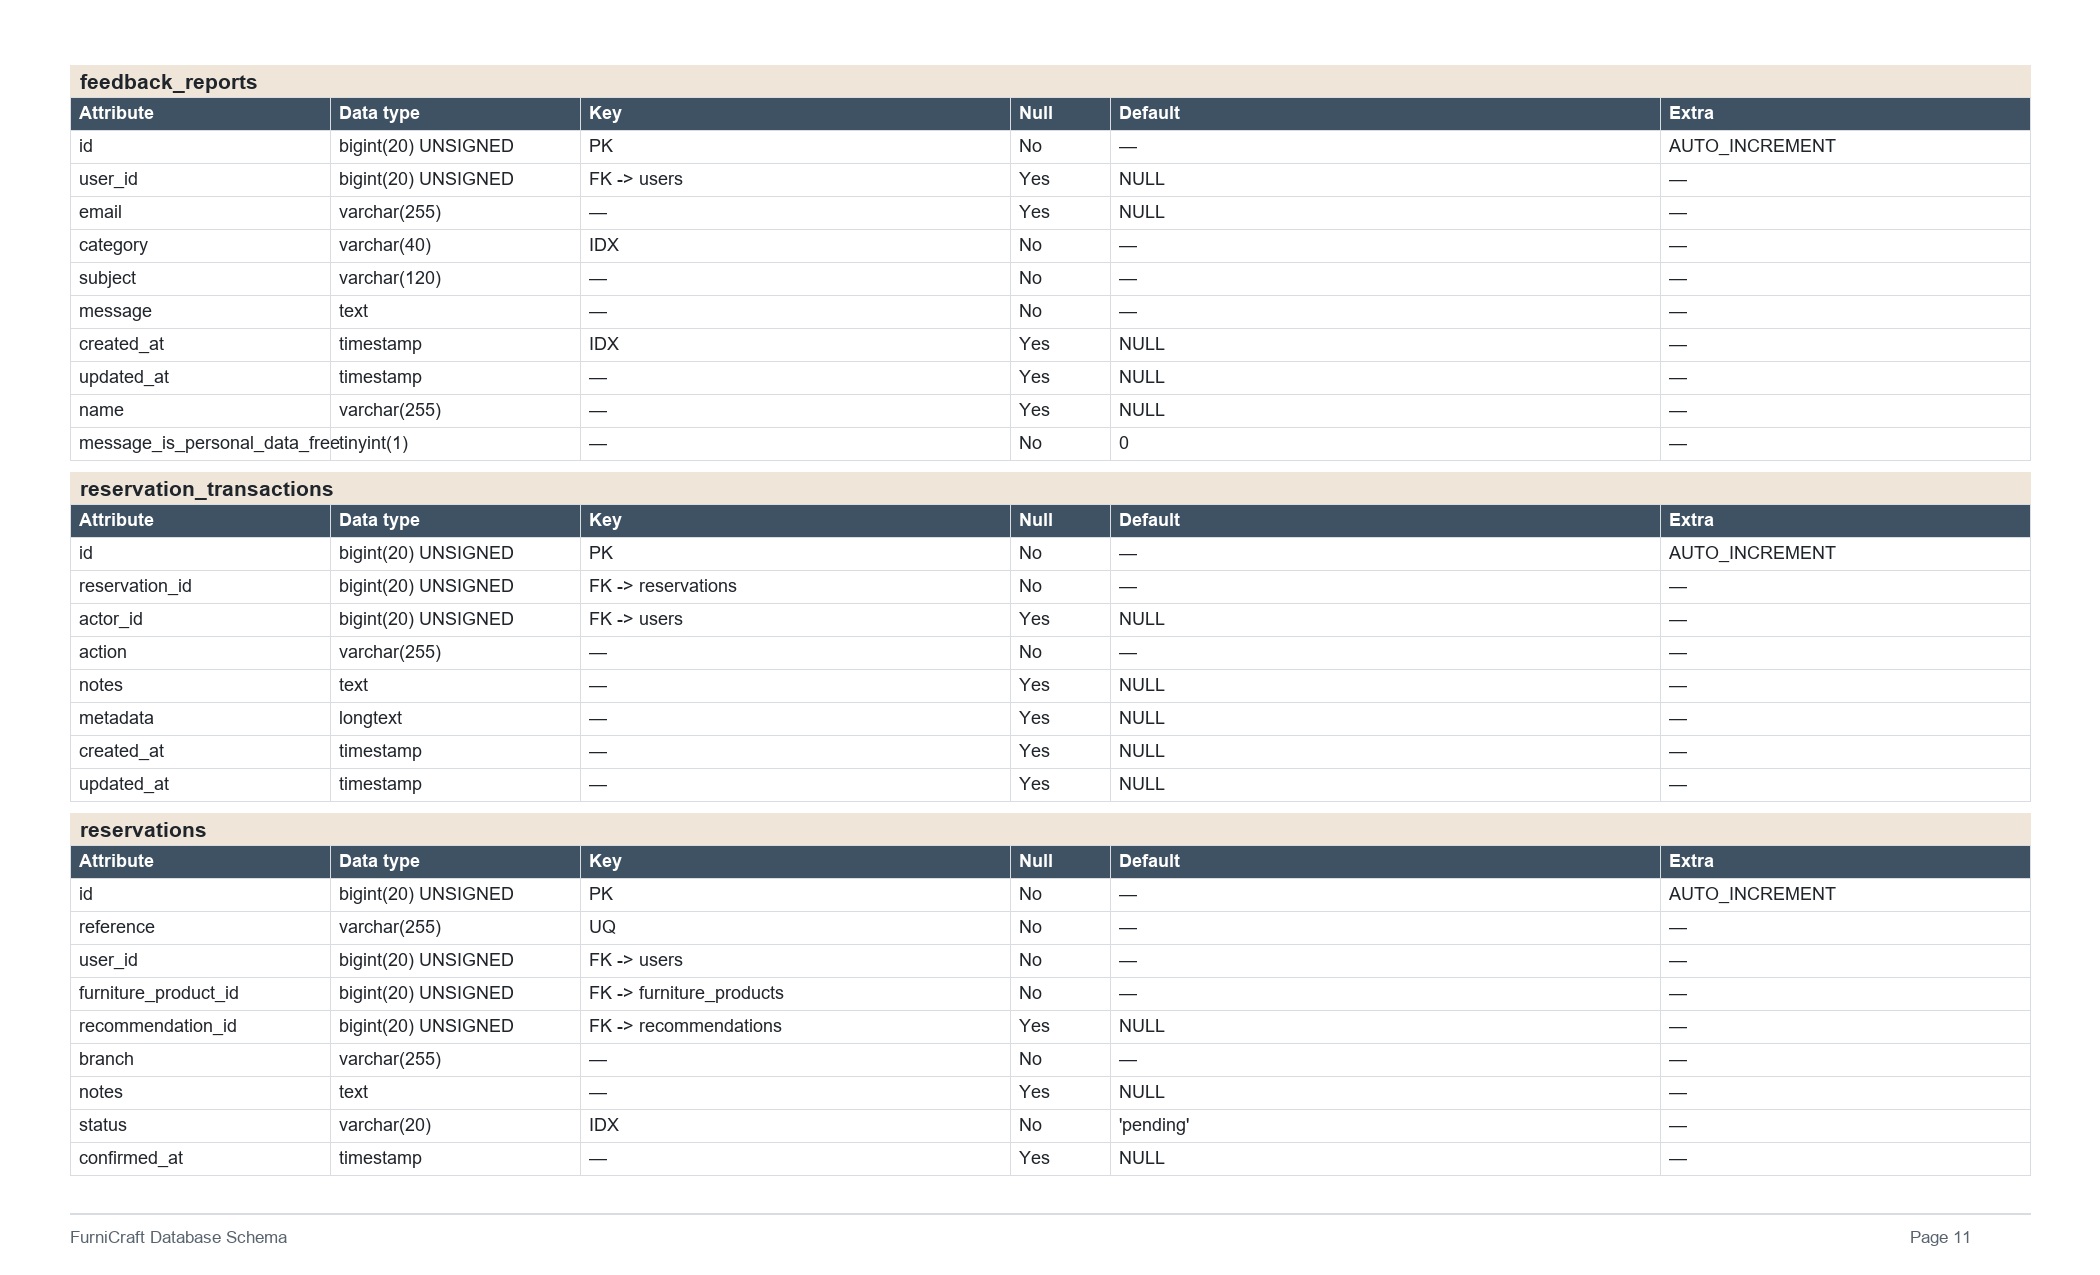 feedback_reports
Attribute Data type Key Null Default Extra
id bigint(20) UNSIGNED PK No — AUTO_INCREMENT
user_id bigint(20) UNSIGNED FK -> users Yes NULL —
email varchar(255) — Yes NULL —
category varchar(40) IDX No — —
subject varchar(120) — No — —
message text — No — —
created_at timestamp IDX Yes NULL —
updated_at timestamp — Yes NULL —
name varchar(255) — Yes NULL —
message_is_personal_data_free tinyint(1) — No 0 —
reservation_transactions
Attribute Data type Key Null Default Extra
id bigint(20) UNSIGNED PK No — AUTO_INCREMENT
reservation_id bigint(20) UNSIGNED FK -> reservations No — —
actor_id bigint(20) UNSIGNED FK -> users Yes NULL —
action varchar(255) — No — —
notes text — Yes NULL —
metadata longtext — Yes NULL —
created_at timestamp — Yes NULL —
updated_at timestamp — Yes NULL —
reservations
Attribute Data type Key Null Default Extra
id bigint(20) UNSIGNED PK No — AUTO_INCREMENT
reference varchar(255) UQ No — —
user_id bigint(20) UNSIGNED FK -> users No — —
furniture_product_id bigint(20) UNSIGNED FK -> furniture_products No — —
recommendation_id bigint(20) UNSIGNED FK -> recommendations Yes NULL —
branch varchar(255) — No — —
notes text — Yes NULL —
status varchar(20) IDX No 'pending' —
confirmed_at timestamp — Yes NULL —
FurniCraft Database Schema Page 11